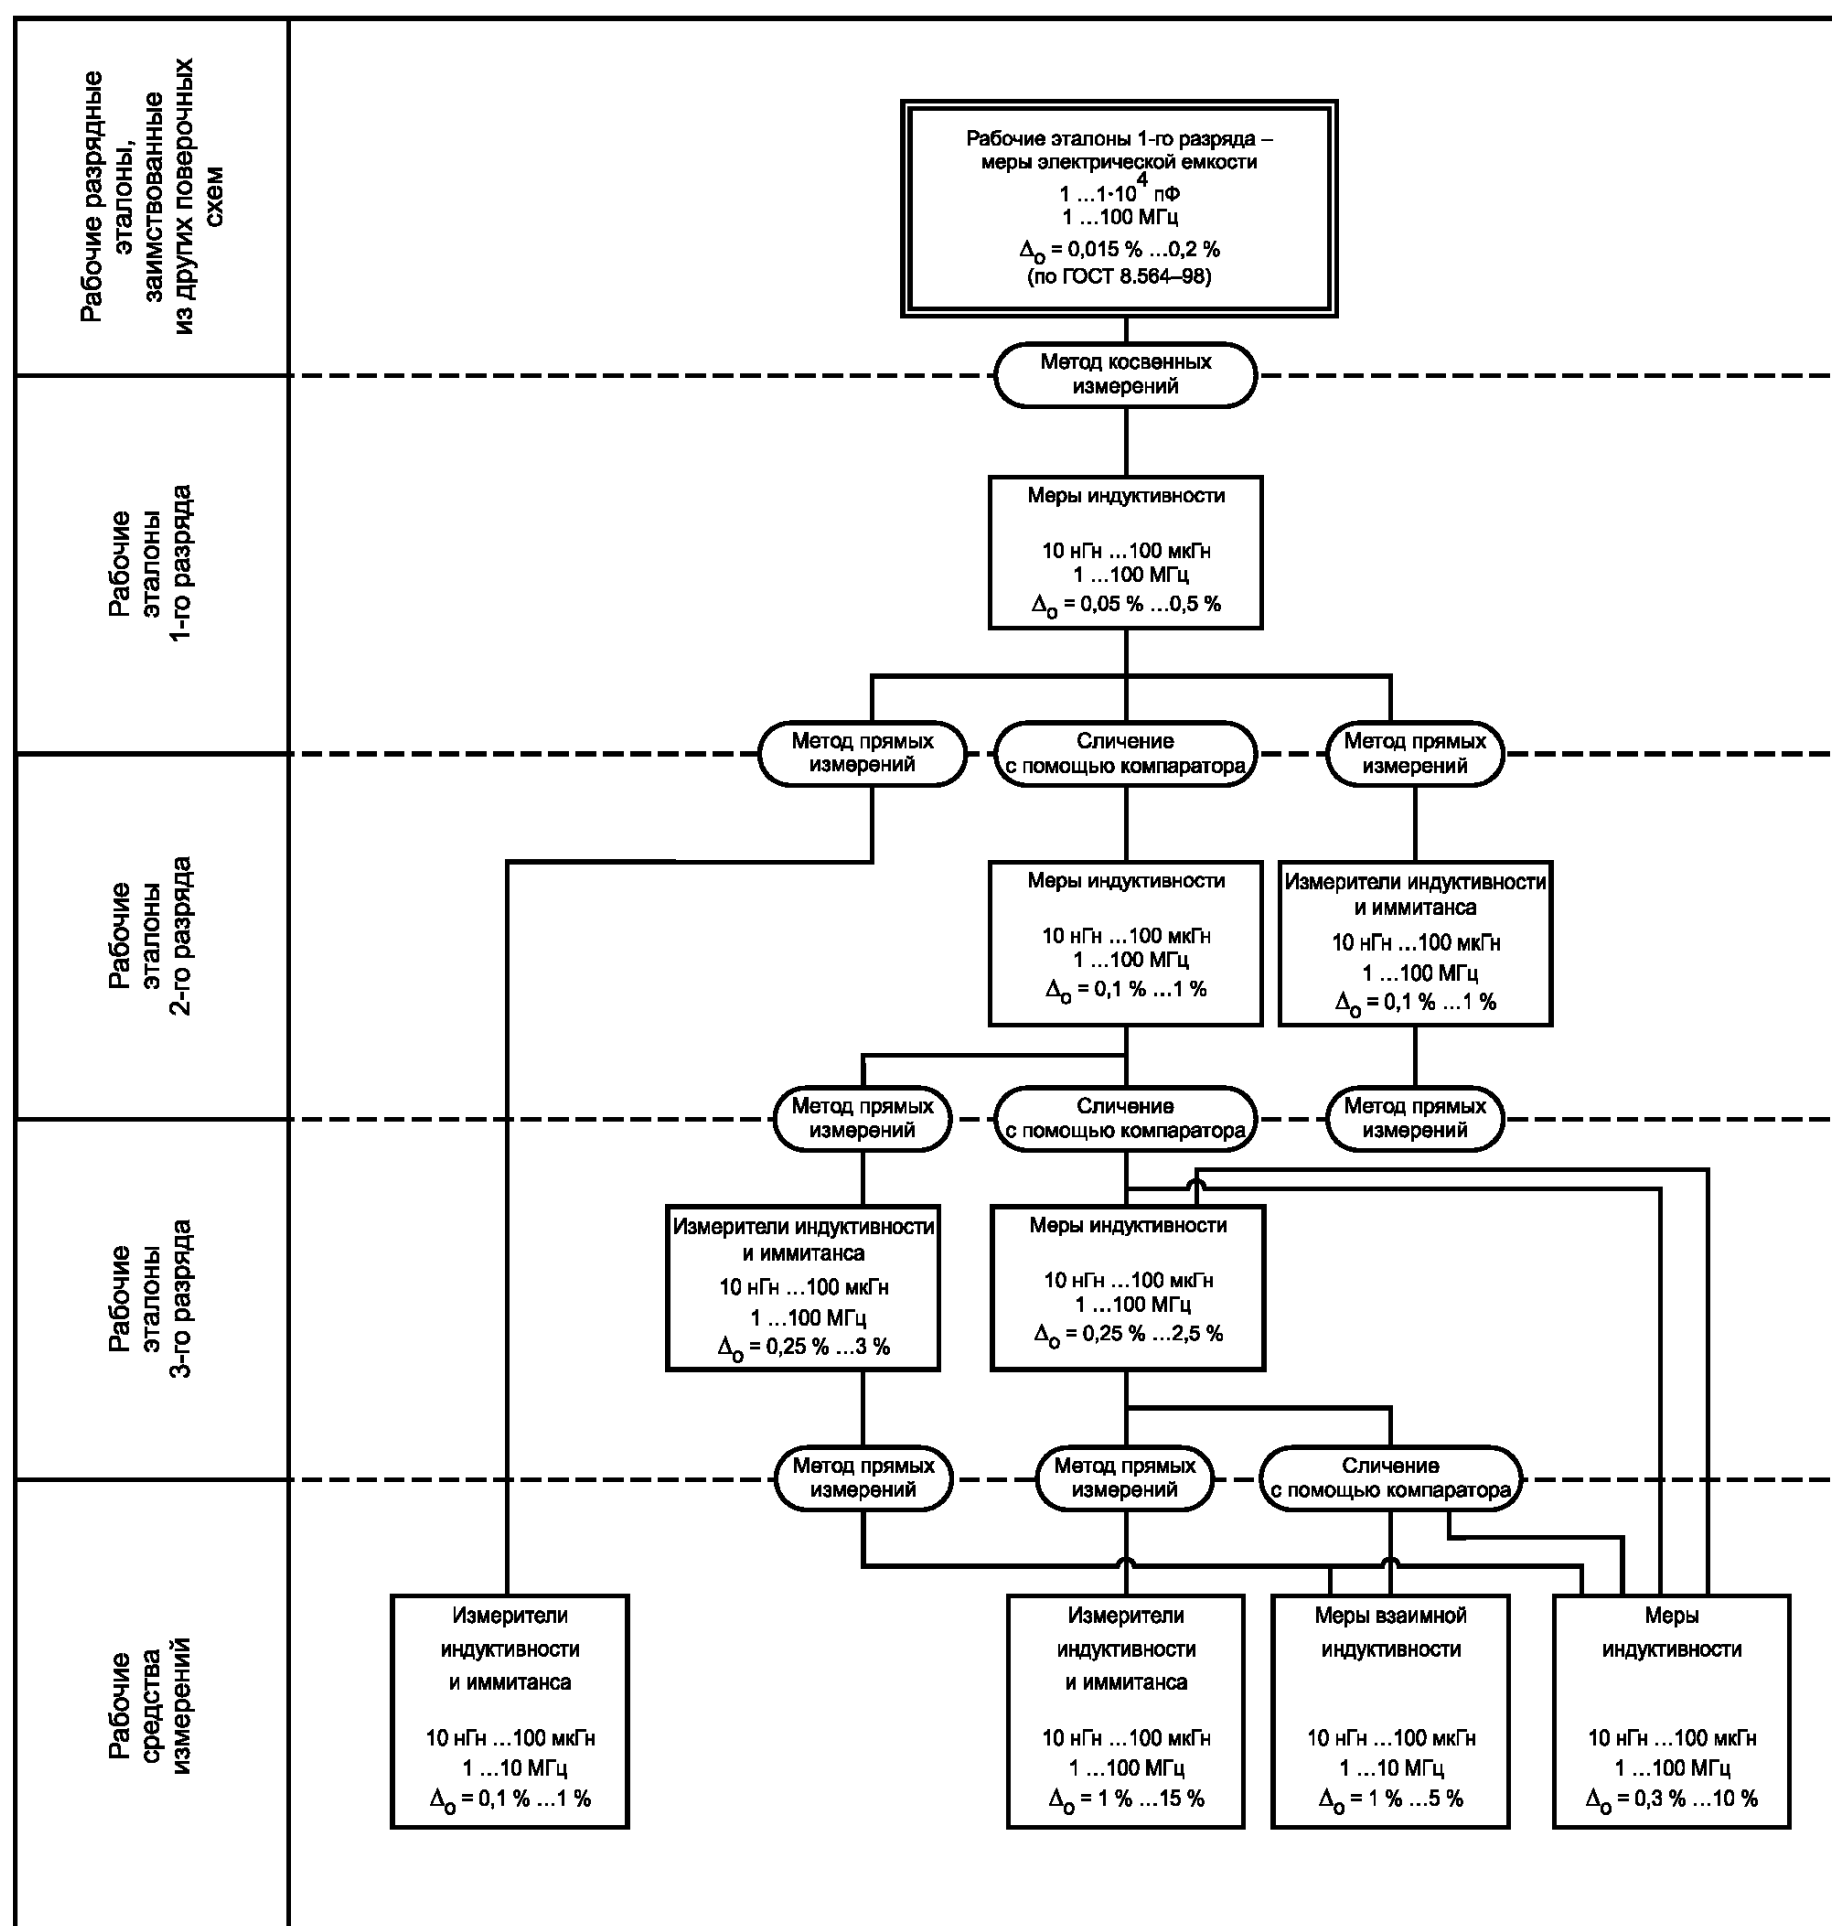 Рабочие разрядные
эталоны,
заимствованные
из других поверочных
схем
Рабочие эталоны 1-го разряда –
меры электрической емкости
1 ...1·10⁴ пФ
1 ...100 МГц
Δₒ = 0,015 % ...0,2 %
(по ГОСТ 8.564–98)
Метод косвенных
измерений
Рабочие
эталоны
1-го разряда
Меры индуктивности
10 нГн ...100 мкГн
1 ...100 МГц
Δₒ = 0,05 % ...0,5 %
Метод прямых
измерений
Сличение
с помощью компаратора
Метод прямых
измерений
Рабочие
эталоны
2-го разряда
Меры индуктивности
10 нГн ...100 мкГн
1 ...100 МГц
Δₒ = 0,1 % ...1 %
Измерители индуктивности
и иммитанса
10 нГн ...100 мкГн
1 ...100 МГц
Δₒ = 0,1 % ...1 %
Метод прямых
измерений
Сличение
с помощью компаратора
Метод прямых
измерений
Рабочие
эталоны
3-го разряда
Измерители индуктивности
и иммитанса
10 нГн ...100 мкГн
1 ...100 МГц
Δₒ = 0,25 % ...3 %
Меры индуктивности
10 нГн ...100 мкГн
1 ...100 МГц
Δₒ = 0,25 % ...2,5 %
Метод прямых
измерений
Метод прямых
измерений
Сличение
с помощью компаратора
Рабочие
средства
измерений
Измерители
индуктивности
и иммитанса
10 нГн ...100 мкГн
1 ...10 МГц
Δₒ = 0,1 % ...1 %
Измерители
индуктивности
и иммитанса
10 нГн ...100 мкГн
1 ...100 МГц
Δₒ = 1 % ...15 %
Меры взаимной
индуктивности
10 нГн ...100 мкГн
1 ...10 МГц
Δₒ = 1 % ...5 %
Меры
индуктивности
10 нГн ...100 мкГн
1 ...100 МГц
Δₒ = 0,3 % ...10 %